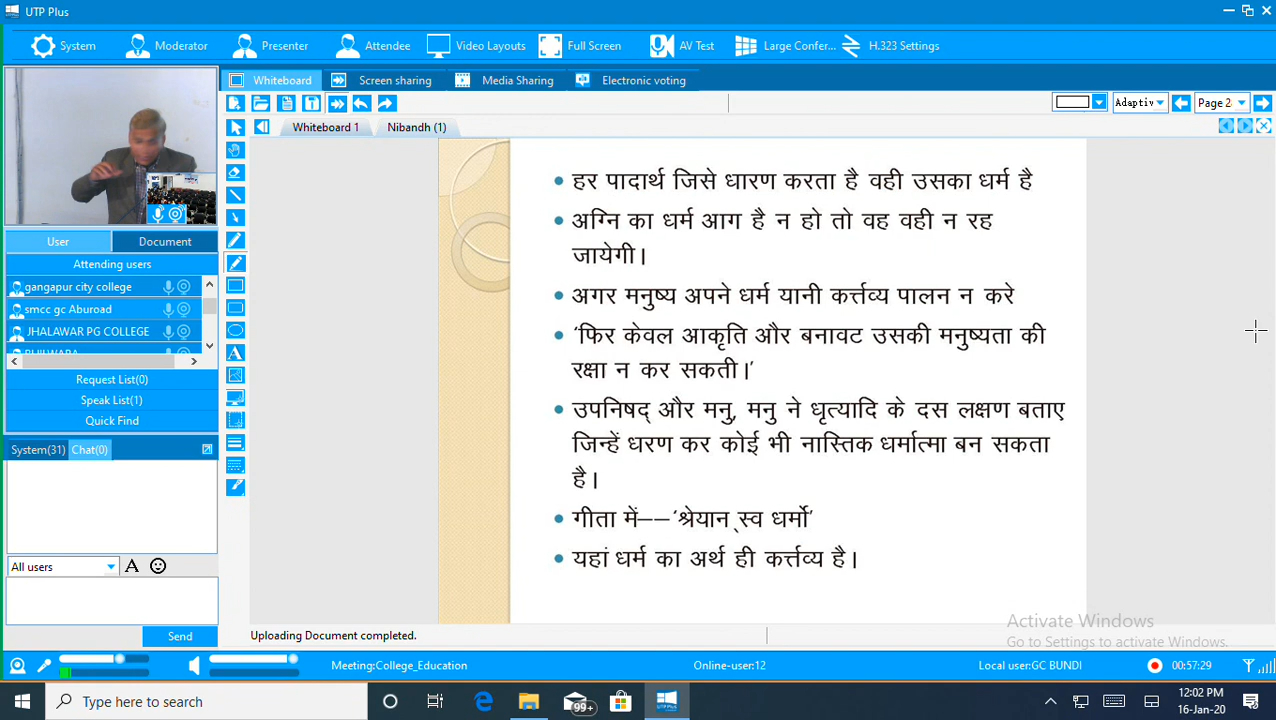 UTP Plus
System
Moderator
Presenter
Attendee
Video Layouts
Full Screen
AV Test
Large Confer...
H.323 Settings
Whiteboard
Screen sharing
Media Sharing
Electronic voting
Adaptiv
Page 2
Whiteboard 1
Nibandh (1)
User
Document
Attending users
gangapur city college
smcc gc Aburoad
JHALAWAR PG COLLEGE
Request List(0)
Speak List(1)
Quick Find
System(31)
Chat(0)
All users
A
Send
हर पादार्थ जिसे धारण करता है वही उसका धर्म है
अग्नि का धर्म आग है न हो तो वह वही न रह
जायेगी।
अगर मनुष्य अपने धर्म यानी कर्त्तव्य पालन न करे
'फिर केवल आकृति और बनावट उसकी मनुष्यता की
रक्षा न कर सकती।'
उपनिषद् और मनु, मनु ने धृत्यादि के दस लक्षण बताए
जिन्हें धरण कर कोई भी नास्तिक धर्मात्मा बन सकता
है।
गीता में——'श्रेयान् स्व धर्मो'
यहां धर्म का अर्थ ही कर्त्तव्य है।
Activate Windows
Go to Settings to activate Windows.
Uploading Document completed.
Meeting:College_Education
Online-user:12
Local user:GC BUNDI
00:57:29
Type here to search
99+
12:02 PM
16-Jan-20